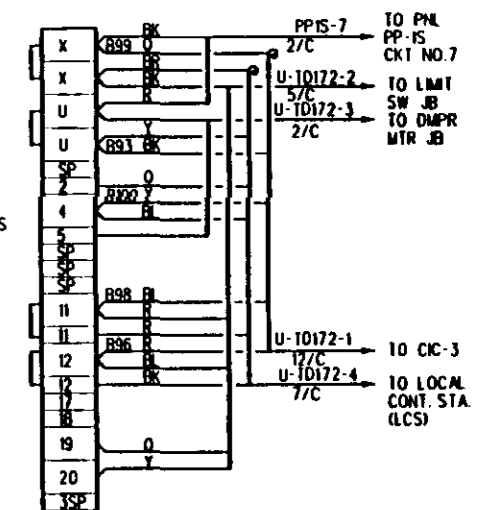 BK PP1S-7 TO PNL
X B99 O 2/C PP-1S
BR CKT NO.7
X BK U-TD172-2 TO LIMIT
R 5/C SW JB
U U-TD172-3 TO DMPR
Y 2/C MTR JB
U B93 BK
SP
2 O
B100 Y
4 BL
S
5
SP
SP
SP
B98 BL
11 R
R
11 R
B96 R U-TD172-1 TO CIC-3
12 BL 12/C
BK U-TD172-4 TO LOCAL
12 7/C CONT. STA.
17 (LCS)
18
19 O
Y
20
3SP